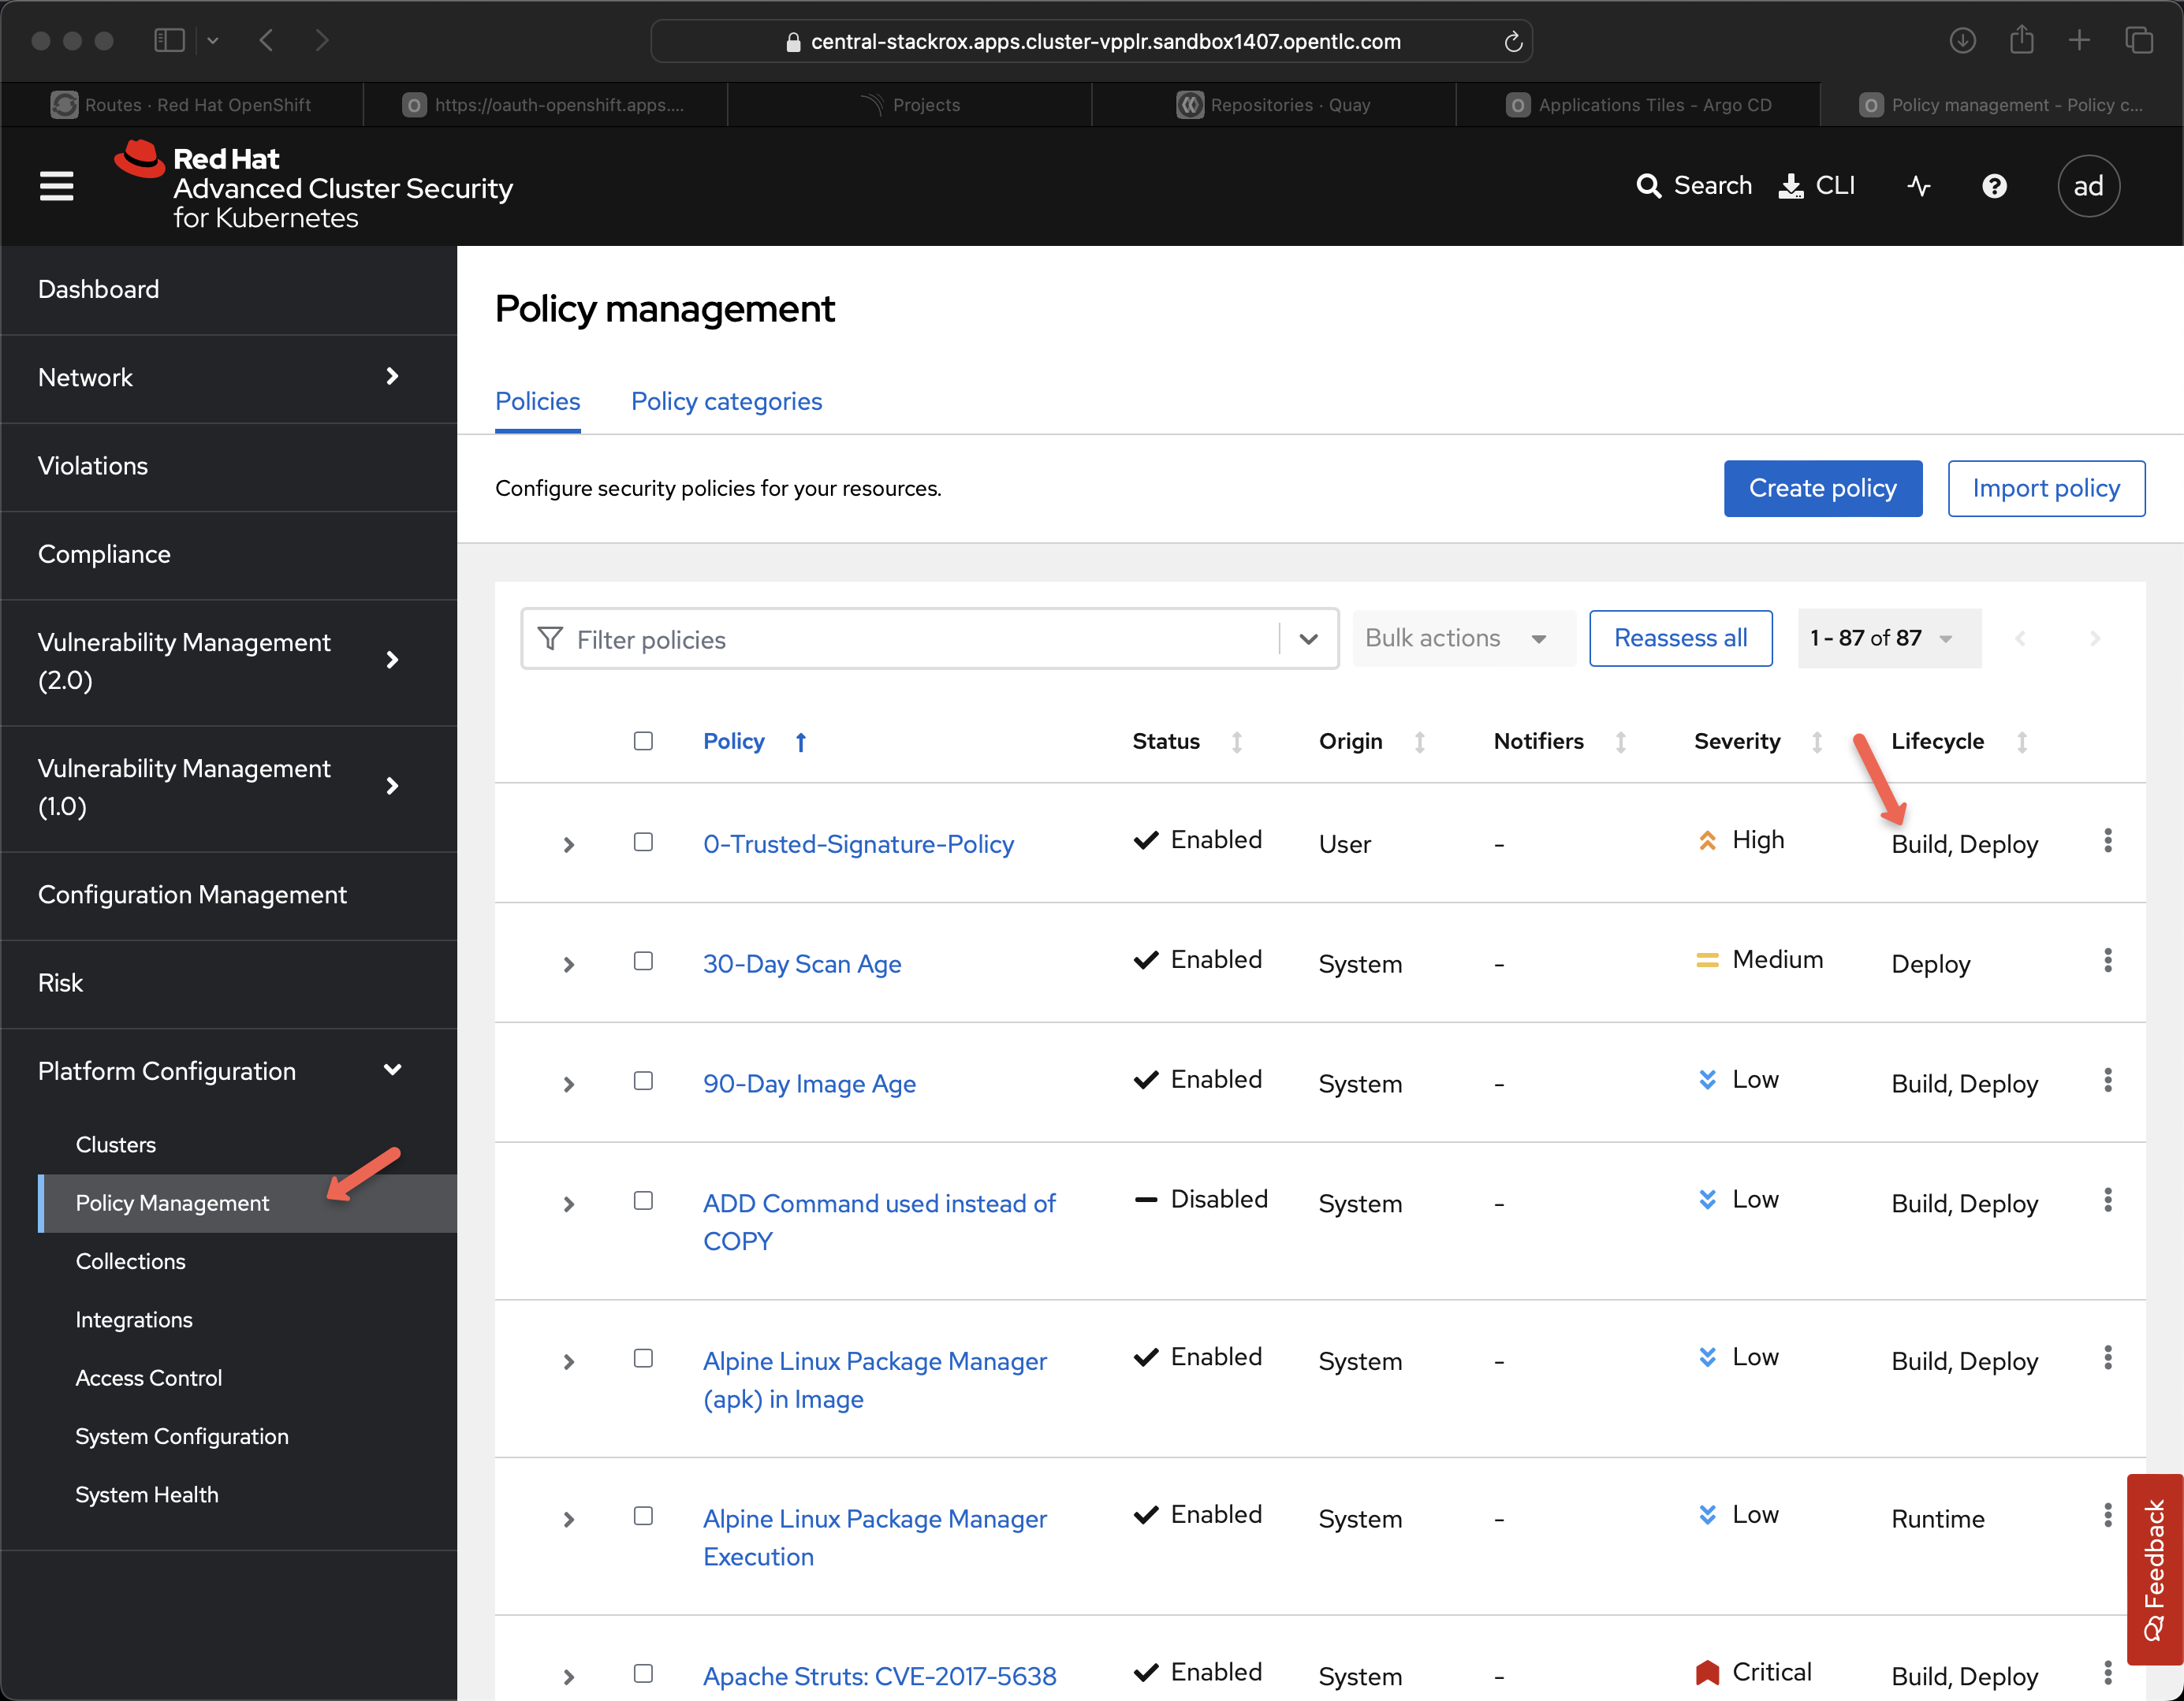 central-stackrox.apps.cluster-vpplr.sandbox1407.opentlc.com
Routes · Red Hat OpenShift
https://oauth-openshift.apps....
Projects
Repositories · Quay
Applications Tiles - Argo CD
Policy management - Policy c...
Red Hat
Advanced Cluster Security
for Kubernetes
Search
CLI
ad
Dashboard
Network
Violations
Compliance
Vulnerability Management
(2.0)
Vulnerability Management
(1.0)
Configuration Management
Risk
Platform Configuration
Clusters
Policy Management
Collections
Integrations
Access Control
System Configuration
System Health
Policy management
Policies Policy categories
Configure security policies for your resources.
Create policy
Import policy
Filter policies
Bulk actions
Reassess all
1 - 87 of 87
Policy Status Origin Notifiers Severity Lifecycle
0-Trusted-Signature-Policy Enabled User - High Build, Deploy
30-Day Scan Age Enabled System - Medium Deploy
90-Day Image Age Enabled System - Low Build, Deploy
ADD Command used instead of Disabled System - Low Build, Deploy
COPY
Alpine Linux Package Manager Enabled System - Low Build, Deploy
(apk) in Image
Alpine Linux Package Manager Enabled System - Low Runtime
Execution
Apache Struts: CVE-2017-5638 Enabled System - Critical Build, Deploy
Feedback